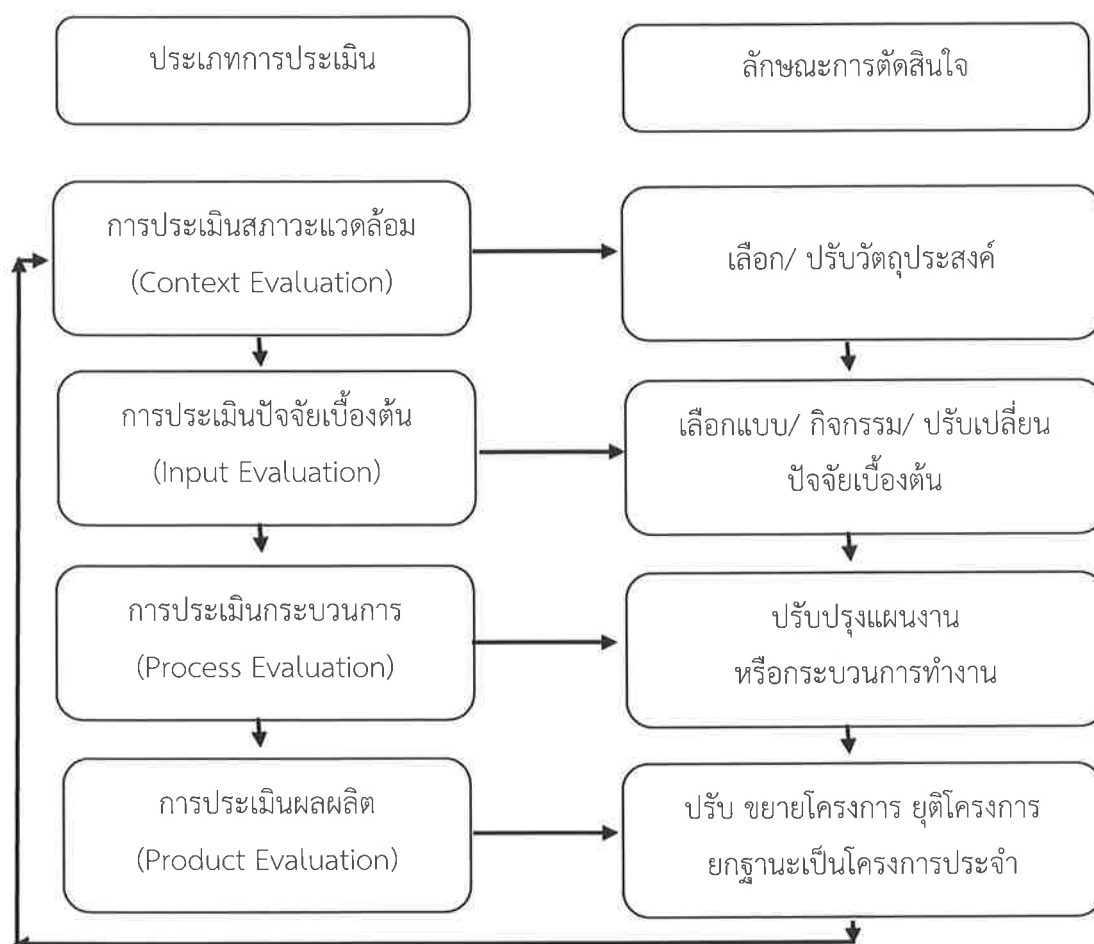 ประเภทการประเมิน
ลักษณะการตัดสินใจ
การประเมินสภาวะแวดล้อม
(Context Evaluation)
เลือก/ ปรับวัตถุประสงค์
การประเมินปัจจัยเบื้องต้น
(Input Evaluation)
เลือกแบบ/ กิจกรรม/ ปรับเปลี่ยน
ปัจจัยเบื้องต้น
การประเมินกระบวนการ
(Process Evaluation)
ปรับปรุงแผนงาน
หรือกระบวนการทำงาน
การประเมินผลผลิต
(Product Evaluation)
ปรับ ขยายโครงการ ยุติโครงการ
ยกฐานะเป็นโครงการประจำ